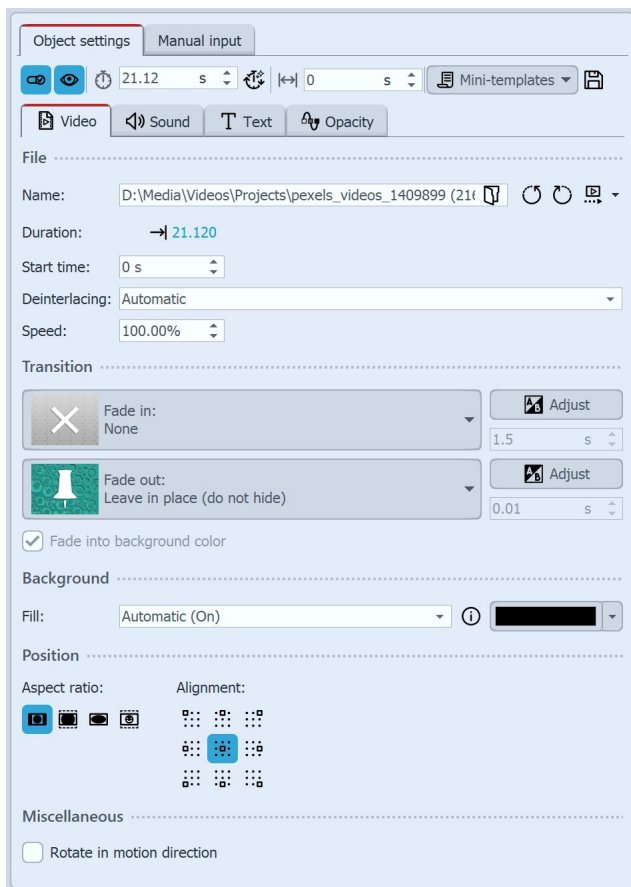 Object settings Manual input
21.12 s 0 s Mini-templates
Video Sound Text Opacity
File
Name: D:\Media\Videos\Projects\pexels_videos_1409899 (216
Duration: 21.120
Start time: 0 s
Deinterlacing: Automatic
Speed: 100.00%
Transition
Fade in:
None
Adjust
1.5 s
Fade out:
Leave in place (do not hide)
Adjust
0.01 s
Fade into background color
Background
Fill: Automatic (On)
Position
Aspect ratio: Alignment:
Miscellaneous
Rotate in motion direction